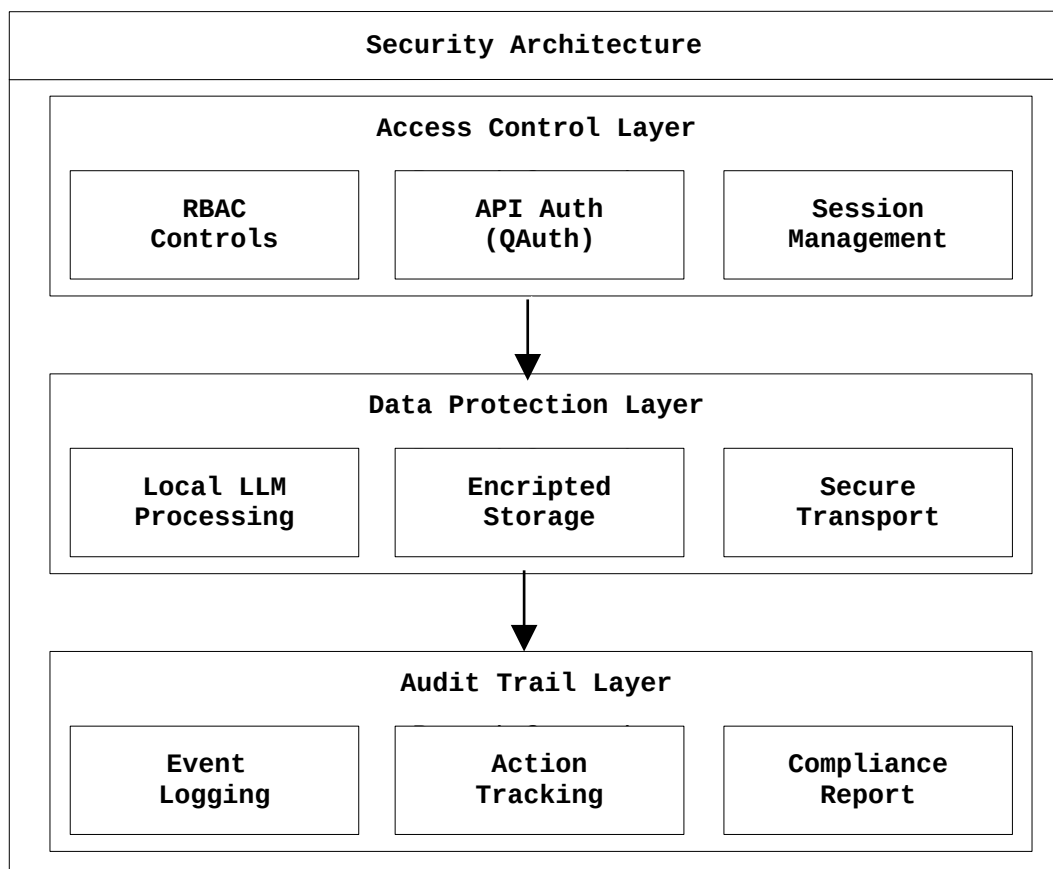 Security Architecture
Access Control Layer
RBAC
Controls
API Auth
(QAuth)
Session
Management
Data Protection Layer
Local LLM
Processing
Encripted
Storage
Secure
Transport
Audit Trail Layer
Event
Logging
Action
Tracking
Compliance
Report